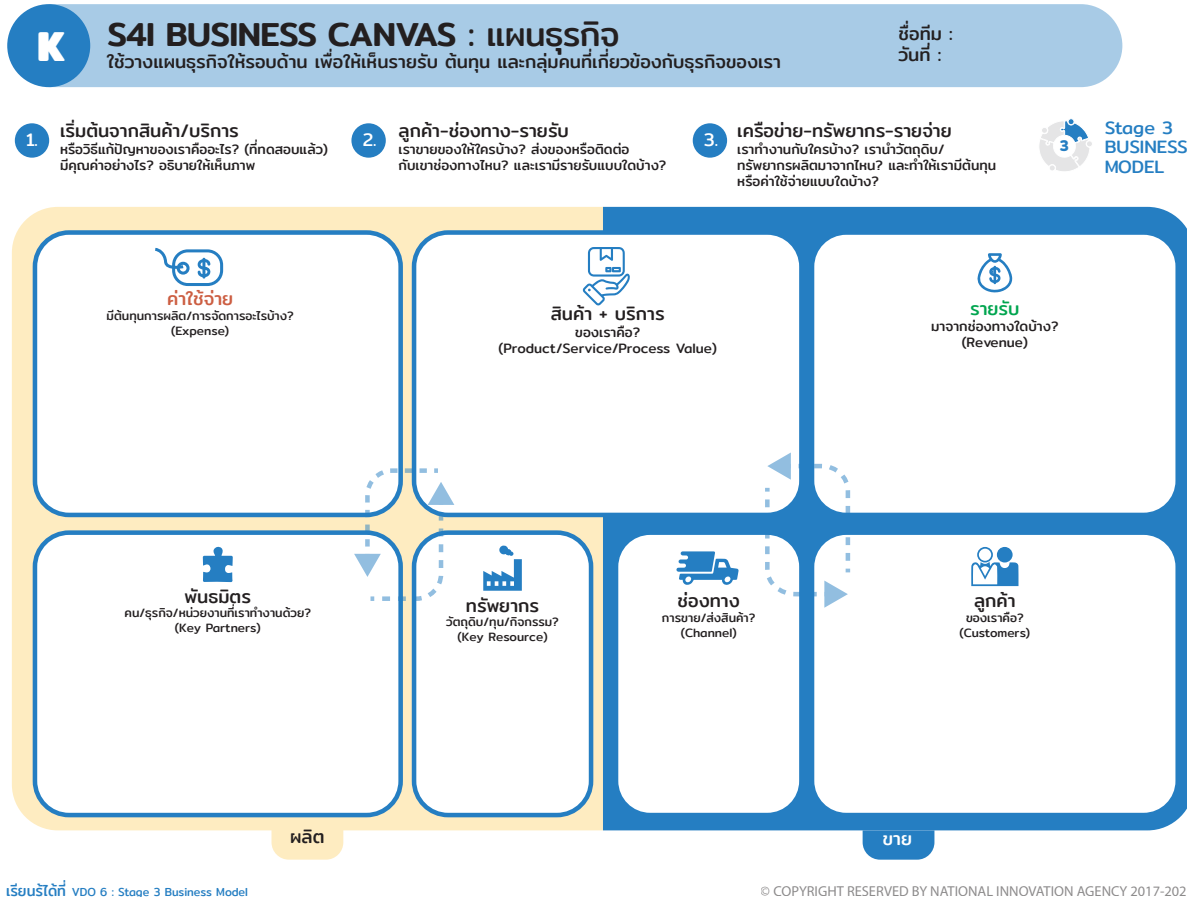 K
S4I BUSINESS CANVAS : แผนธุรกิจ
ใช้วางแผนธุรกิจให้รอบด้าน เพื่อให้เห็นรายรับ ต้นทุน และกลุ่มคนที่เกี่ยวข้องกับธุรกิจของเรา
ชื่อทีม :
วันที่ :
1.
เริ่มต้นจากสินค้า/บริการ
หรือวิธีแก้ปัญหาของเราคืออะไร? (ที่ทดสอบแล้ว)
มีคุณค่าอย่างไร? อธิบายให้เห็นภาพ
2.
ลูกค้า-ช่องทาง-รายรับ
เราขายของให้ใครบ้าง? ส่งของหรือติดต่อ
กับเขาช่องทางไหน? และเรามีรายรับแบบใดบ้าง?
3.
เครือข่าย-ทรัพยากร-รายจ่าย
เราทำงานกับใครบ้าง? เรานำวัตถุดิบ/
ทรัพยากรผลิตมาจากไหน? และทำให้เรามีต้นทุน
หรือค่าใช้จ่ายแบบใดบ้าง?
3
Stage 3
BUSINESS
MODEL
$
ค่าใช้จ่าย
มีต้นทุนการผลิต/การจัดการอะไรบ้าง?
(Expense)
สินค้า + บริการ
ของเราคือ?
(Product/Service/Process Value)
$
รายรับ
มาจากช่องทางใดบ้าง?
(Revenue)
พันธมิตร
คน/ธุรกิจ/หน่วยงานที่เราทำงานด้วย?
(Key Partners)
ทรัพยากร
วัตถุดิบ/ทุน/กิจกรรม?
(Key Resource)
ช่องทาง
การขาย/ส่งสินค้า?
(Channel)
ลูกค้า
ของเราคือ?
(Customers)
ผลิต
ขาย
เรียนรู้ได้ที่ VDO 6 : Stage 3 Business Model
© COPYRIGHT RESERVED BY NATIONAL INNOVATION AGENCY 2017-202